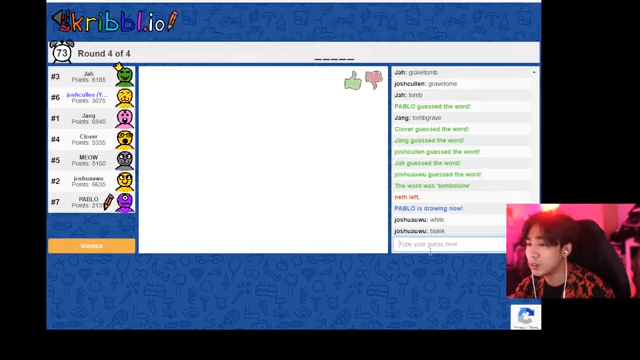 skribbl.io
73
Round 4 of 4
_ _ _ _ _
#3
Jah
Points: 6185
#6
joshcullen (Y...
Points: 5075
#1
Jang
Points: 6940
#4
Clover
Points: 5335
#5
MEOW
Points: 5160
#2
joshuauwu
Points: 6635
#7
PABLO
Votekick
Jah: gravetomb
joshcullen: gravetome
Jah: tomb
PABLO guessed the word!
Jang: tombgrave
Clover guessed the word!
Jang guessed the word!
joshcullen guessed the word!
Jah guessed the word!
joshuauwu guessed the word!
The word was 'tombstone'
neth left.
PABLO is drawing now!
joshuauwu: white
joshuauwu: blank
Type your guess here...
Privacy - Terms